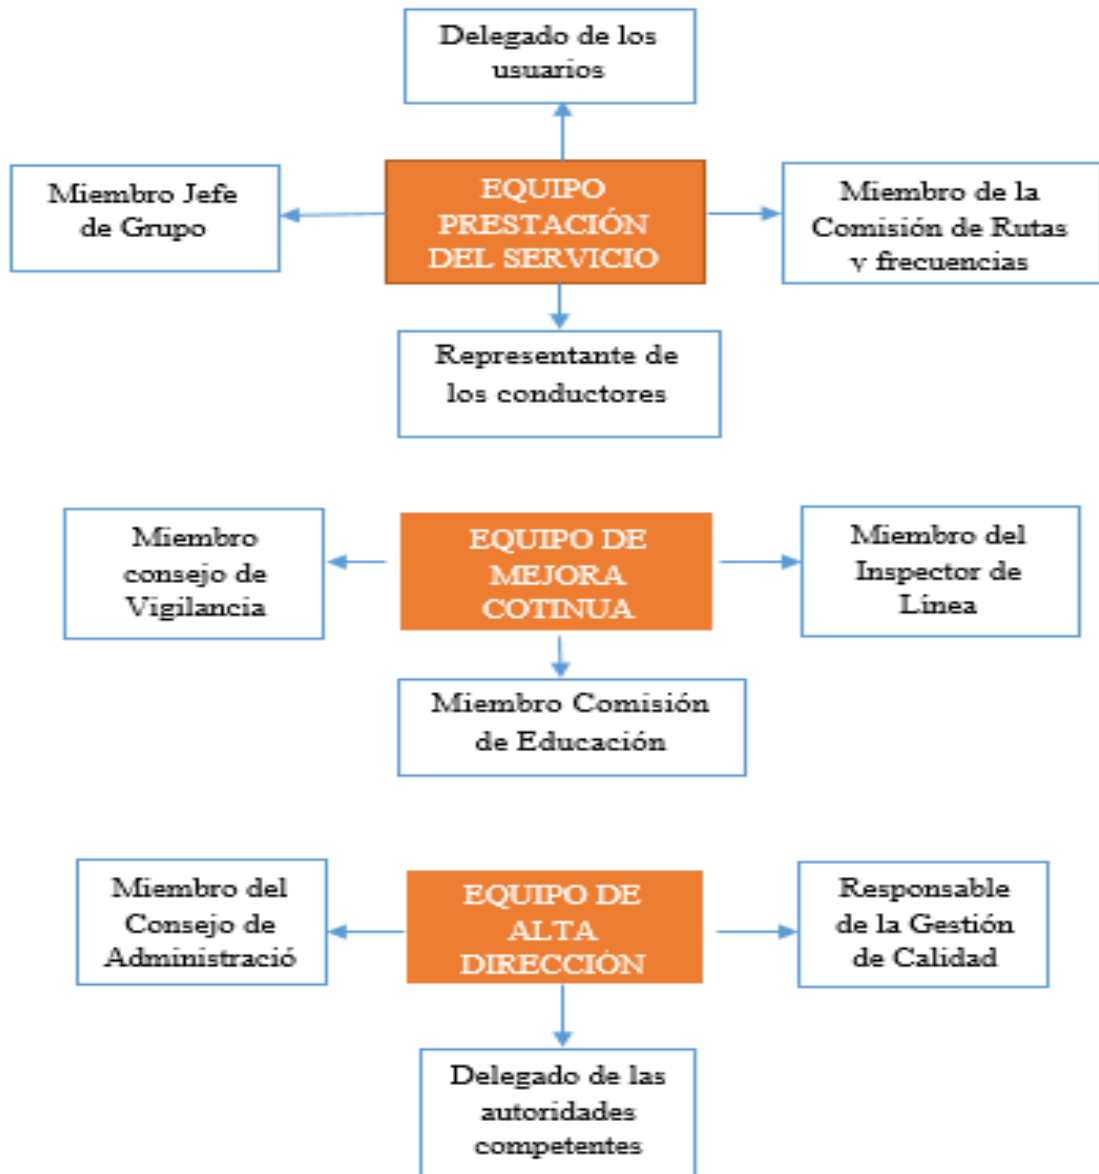 Delegado de los
usuarios
Miembro Jefe
de Grupo
EQUIPO
PRESTACIÓN
DEL SERVICIO
Miembro de la
Comisión de Rutas
y frecuencias
Representante de
los conductores
Miembro
consejo de
Vigilancia
EQUIPO DE
MEJORA
COTINUA
Miembro del
Inspector de
Línea
Miembro Comisión
de Educación
Miembro del
Consejo de
Administració
EQUIPO DE
ALTA
DIRECCIÓN
Responsable
de la Gestión
de Calidad
Delegado de las
autoridades
competentes